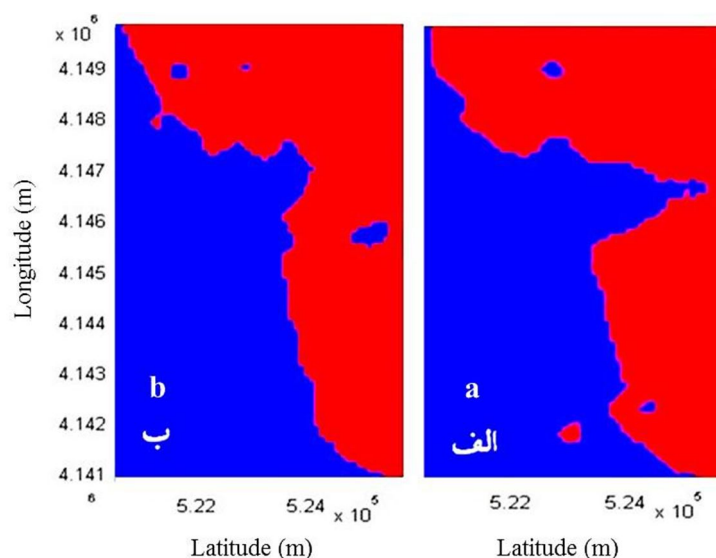 × 10⁶
4.149
4.148
4.147
4.146
4.145
4.144
4.143
4.142
4.141
Longitude (m)
b
ب
a
الف
6
5.22
5.24
× 10⁵
5.22
5.24
× 10⁵
Latitude (m)
Latitude (m)